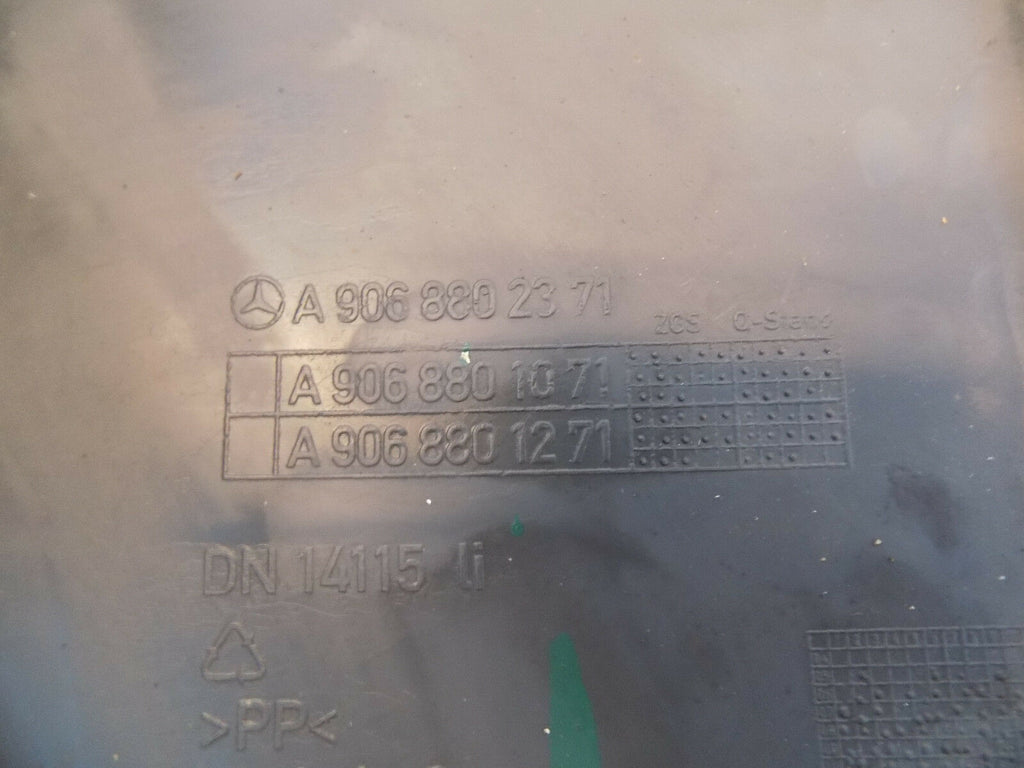 A 906 880 23 71
ZGS Q-Stand
A 906 880 10 71
A 906 880 12 71
DN 14115 li
>PP<